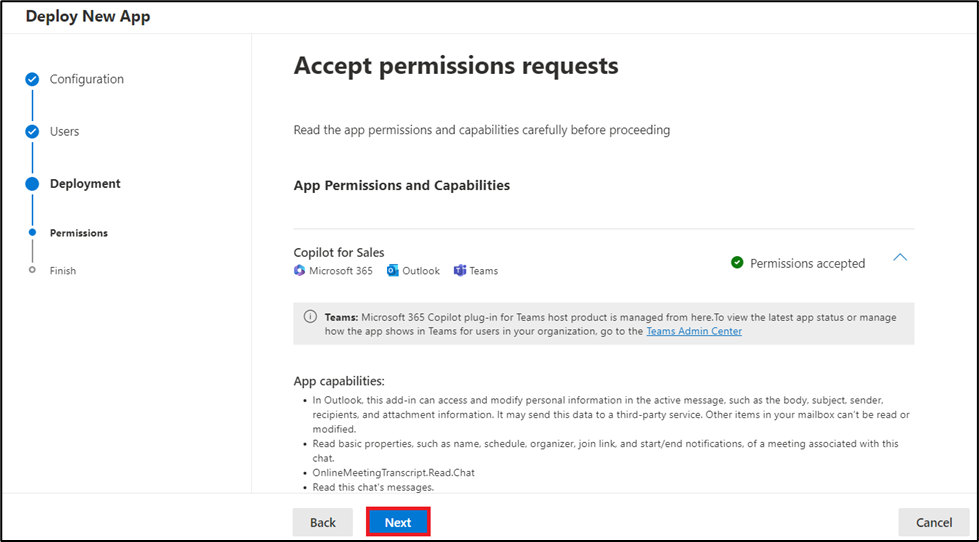 Deploy New App
Configuration
Users
Deployment
Permissions
Finish
Accept permissions requests
Read the app permissions and capabilities carefully before proceeding
App Permissions and Capabilities
Copilot for Sales
Microsoft 365 Outlook Teams
Permissions accepted
Teams: Microsoft 365 Copilot plug-in for Teams host product is managed from here.To view the latest app status or manage
how the app shows in Teams for users in your organization, go to the Teams Admin Center
App capabilities:
• In Outlook, this add-in can access and modify personal information in the active message, such as the body, subject, sender,
recipients, and attachment information. It may send this data to a third-party service. Other items in your mailbox can't be read or
modified.
• Read basic properties, such as name, schedule, organizer, join link, and start/end notifications, of a meeting associated with this
chat.
• OnlineMeetingTranscript.Read.Chat
• Read this chat's messages.
Back
Next
Cancel